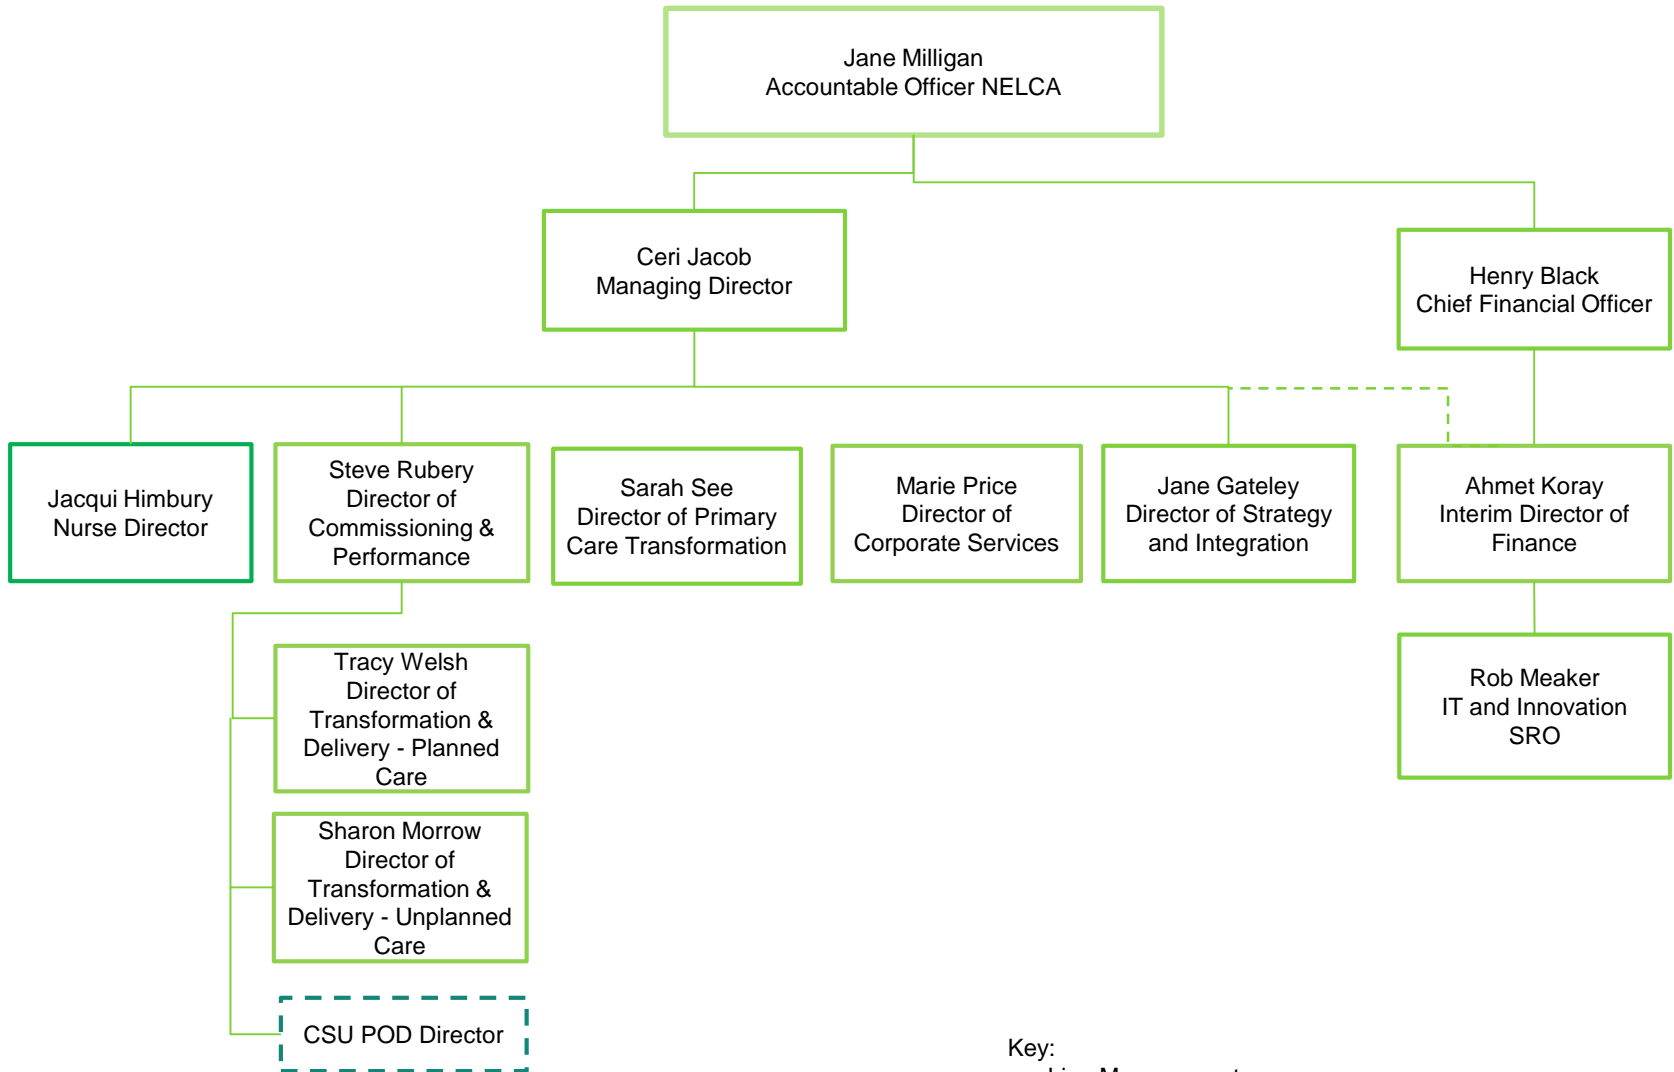 Jane Milligan
Accountable Officer NELCA
Ceri Jacob
Managing Director
Henry Black
Chief Financial Officer
Jacqui Himbury
Nurse Director
Steve Rubery
Director of
Commissioning &
Performance
Sarah See
Director of Primary
Care Transformation
Marie Price
Director of
Corporate Services
Jane Gateley
Director of Strategy
and Integration
Ahmet Koray
Interim Director of
Finance
Tracy Welsh
Director of
Transformation &
Delivery - Planned
Care
Rob Meaker
IT and Innovation
SRO
Sharon Morrow
Director of
Transformation &
Delivery - Unplanned
Care
CSU POD Director
Key: